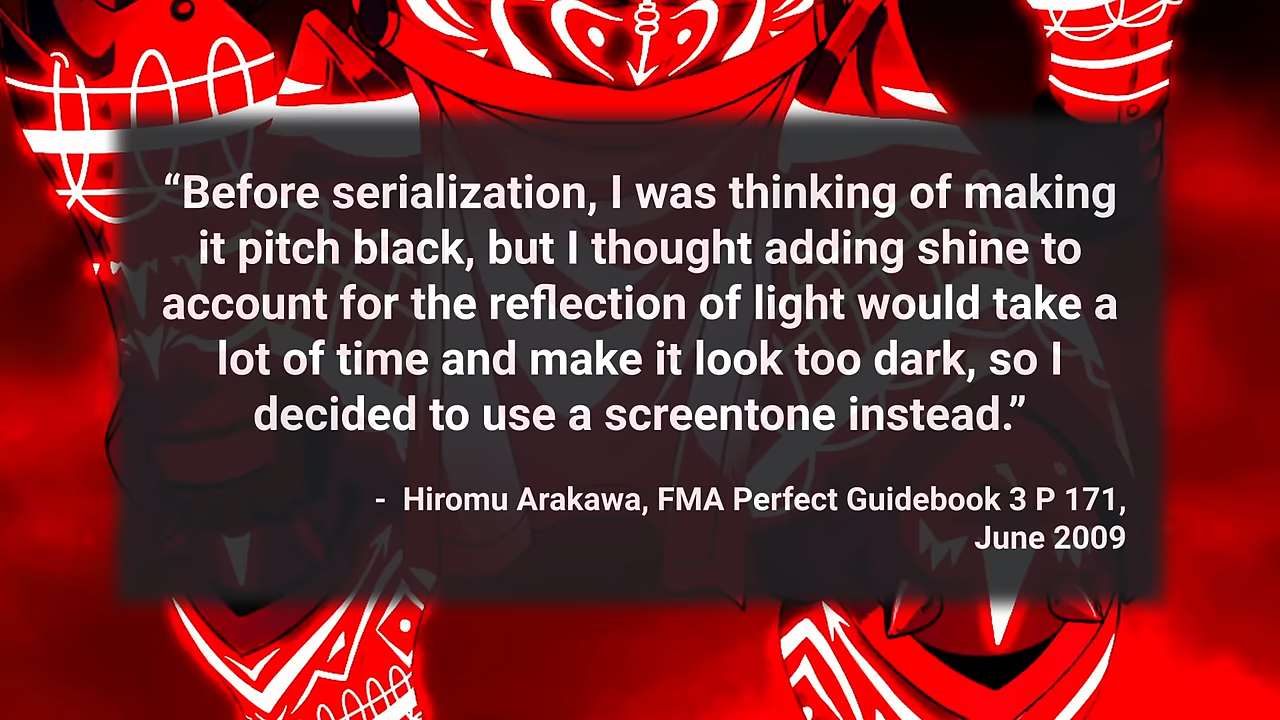 “Before serialization, I was thinking of making
it pitch black, but I thought adding shine to
account for the reflection of light would take a
lot of time and make it look too dark, so I
decided to use a screentone instead.”
- Hiromu Arakawa, FMA Perfect Guidebook 3 P 171,
June 2009